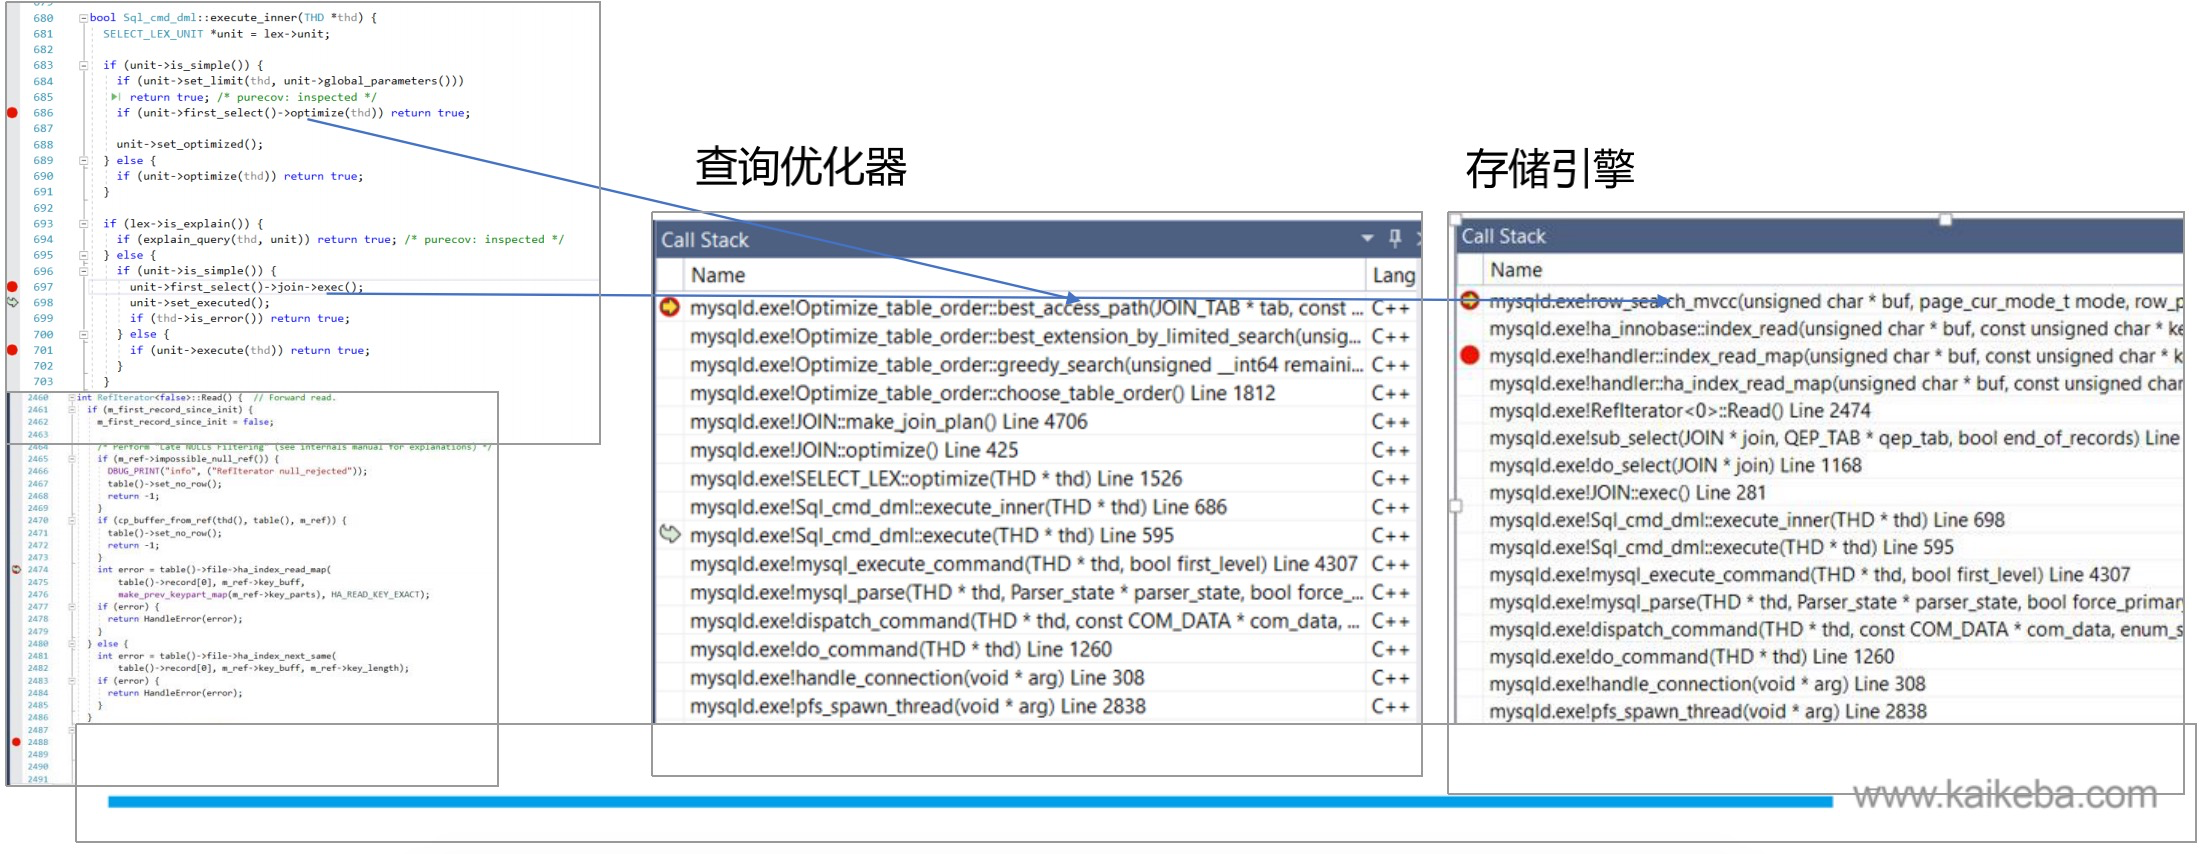 680 bool Sql_cmd_dml::execute_inner(THD *thd) {
681 SELECT_LEX_UNIT *unit = lex->unit;
682
683 if (unit->is_simple()) {
684 if (unit->set_limit(thd, unit->global_parameters()))
685 return true; /* purecov: inspected */
686 if (unit->first_select()->optimize(thd)) return true;
687
688 unit->set_optimized();
689 } else {
690 if (unit->optimize(thd)) return true;
691 }
692
693 if (lex->is_explain()) {
694 if (explain_query(thd, unit)) return true; /* purecov: inspected */
695 } else {
696 if (unit->is_simple()) {
697 unit->first_select()->join->exec();
698 unit->set_executed();
699 if (thd->is_error()) return true;
700 } else {
701 if (unit->execute(thd)) return true;
702 }
703 }
2460 int RefIterator<false>::Read() { // Forward read.
2461 if (m_first_record_since_init) {
2462 m_first_record_since_init = false;
2463
2464 /* Perform "Late NULLs Filtering" (see internals manual for explanations) */
2465 if (m_ref->impossible_null_ref()) {
2466 DBUG_PRINT("info", ("RefIterator null_rejected"));
2467 table()->set_no_row();
2468 return -1;
2469 }
2470 if (cp_buffer_from_ref(thd(), table(), m_ref)) {
2471 table()->set_no_row();
2472 return -1;
2473 }
2474 int error = table()->file->ha_index_read_map(
2475 table()->record[0], m_ref->key_buff,
2476 make_prev_keypart_map(m_ref->key_parts), HA_READ_KEY_EXACT);
2477 if (error) {
2478 return HandleError(error);
2479 }
2480 } else {
2481 int error = table()->file->ha_index_next_same(
2482 table()->record[0], m_ref->key_buff, m_ref->key_length);
2483 if (error) {
2484 return HandleError(error);
2485 }
2486 }
2487
2488
2489
2490
2491
查询优化器
Call Stack
Name Lang
mysqld.exe!Optimize_table_order::best_access_path(JOIN_TAB * tab, const ... C++
mysqld.exe!Optimize_table_order::best_extension_by_limited_search(unsig... C++
mysqld.exe!Optimize_table_order::greedy_search(unsigned __int64 remaini... C++
mysqld.exe!Optimize_table_order::choose_table_order() Line 1812 C++
mysqld.exe!JOIN::make_join_plan() Line 4706 C++
mysqld.exe!JOIN::optimize() Line 425 C++
mysqld.exe!SELECT_LEX::optimize(THD * thd) Line 1526 C++
mysqld.exe!Sql_cmd_dml::execute_inner(THD * thd) Line 686 C++
mysqld.exe!Sql_cmd_dml::execute(THD * thd) Line 595 C++
mysqld.exe!mysql_execute_command(THD * thd, bool first_level) Line 4307 C++
mysqld.exe!mysql_parse(THD * thd, Parser_state * parser_state, bool force_... C++
mysqld.exe!dispatch_command(THD * thd, const COM_DATA * com_data, ... C++
mysqld.exe!do_command(THD * thd) Line 1260 C++
mysqld.exe!handle_connection(void * arg) Line 308 C++
mysqld.exe!pfs_spawn_thread(void * arg) Line 2838 C++
存储引擎
Call Stack
Name
mysqld.exe!row_search_mvcc(unsigned char * buf, page_cur_mode_t mode, row_p
mysqld.exe!ha_innobase::index_read(unsigned char * buf, const unsigned char * ke
mysqld.exe!handler::index_read_map(unsigned char * buf, const unsigned char * k
mysqld.exe!handler::ha_index_read_map(unsigned char * buf, const unsigned char
mysqld.exe!RefIterator<0>::Read() Line 2474
mysqld.exe!sub_select(JOIN * join, QEP_TAB * qep_tab, bool end_of_records) Line
mysqld.exe!do_select(JOIN * join) Line 1168
mysqld.exe!JOIN::exec() Line 281
mysqld.exe!Sql_cmd_dml::execute_inner(THD * thd) Line 698
mysqld.exe!Sql_cmd_dml::execute(THD * thd) Line 595
mysqld.exe!mysql_execute_command(THD * thd, bool first_level) Line 4307
mysqld.exe!mysql_parse(THD * thd, Parser_state * parser_state, bool force_primar
mysqld.exe!dispatch_command(THD * thd, const COM_DATA * com_data, enum_s
mysqld.exe!do_command(THD * thd) Line 1260
mysqld.exe!handle_connection(void * arg) Line 308
mysqld.exe!pfs_spawn_thread(void * arg) Line 2838
www.kaikeba.com